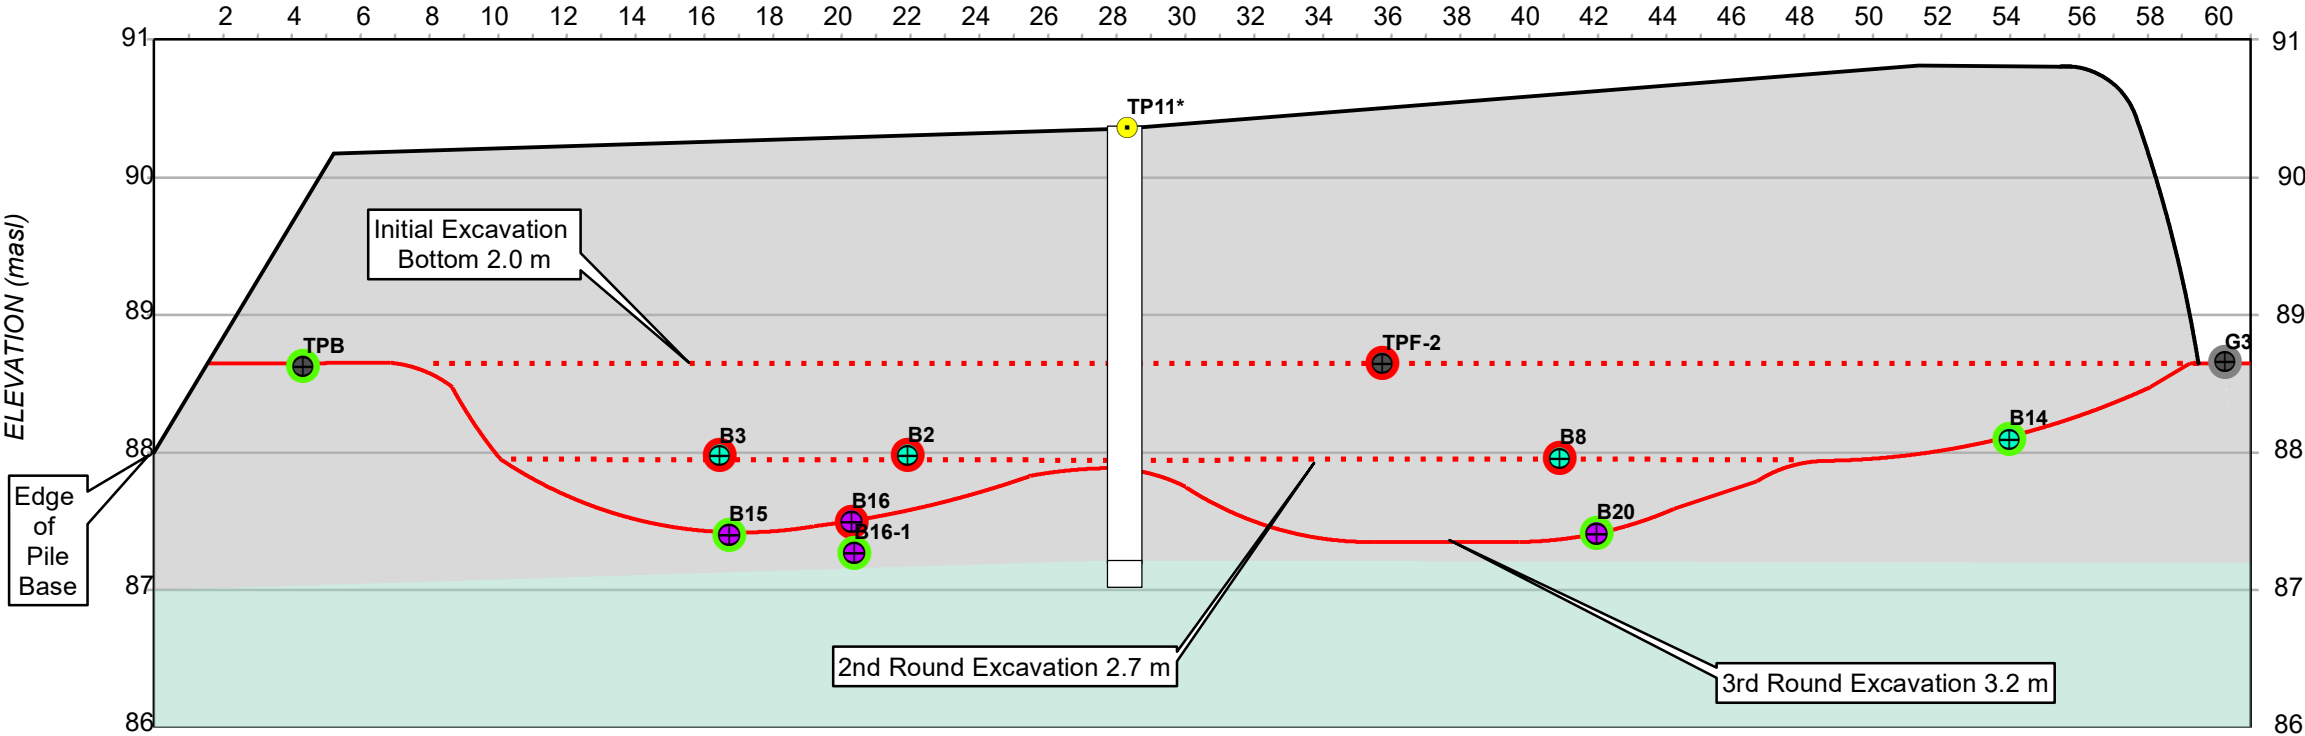 2 4 6 8 10 12 14 16 18 20 22 24 26 28 30 32 34 36 38 40 42 44 46 48 50 52 54 56 58 60
91 91
TP11*
90 90
Initial Excavation
Bottom 2.0 m
ELEVATION (masl)
89 89
TPB TPF-2 G3
B14
B3 B2 B8
88 88
Edge
of
Pile
Base
B15 B16 B20
B16-1
87 87
2nd Round Excavation 2.7 m
3rd Round Excavation 3.2 m
86 86